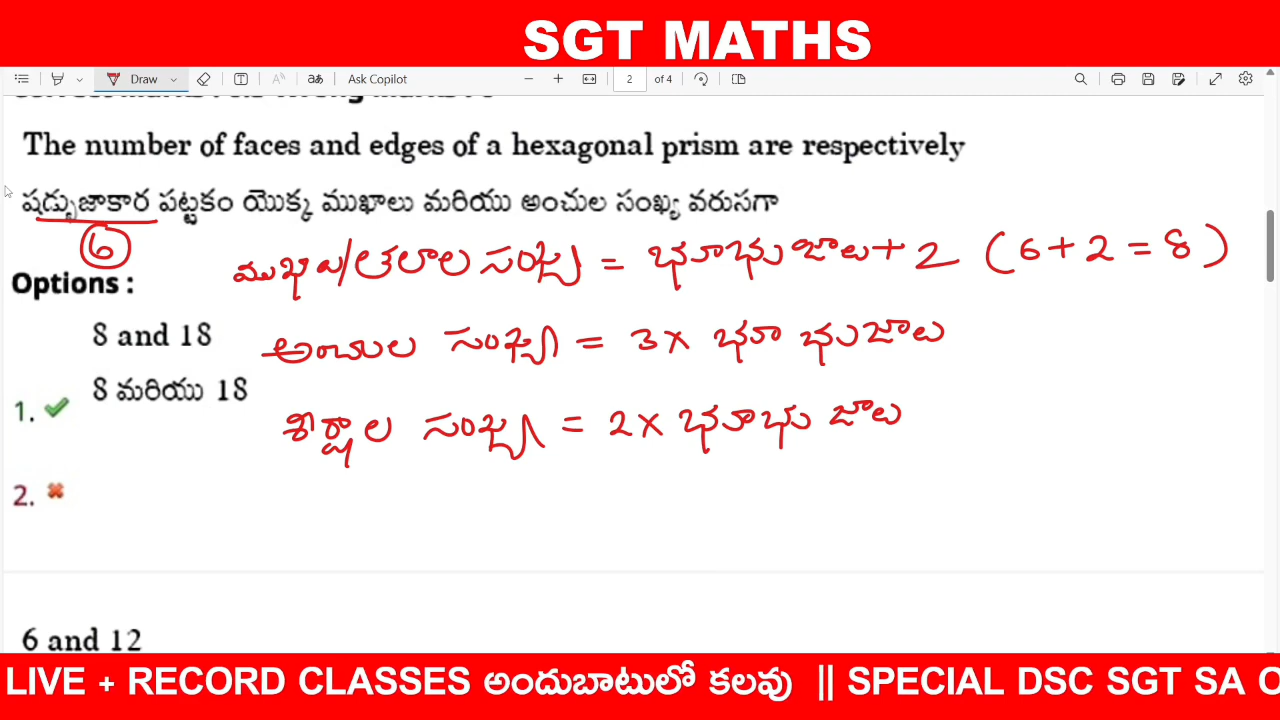 SGT MATHS
Draw
Ask Copilot
2 of 4
The number of faces and edges of a hexagonal prism are respectively
షడ్భుజాకార పట్టకం యొక్క ముఖాలు మరియు అంచుల సంఖ్య వరుసగా
6
ముఖాల/తలాల సంఖ్య = భూభుజాలు + 2 (6+2=8)
Options :
8 and 18
అంచుల సంఖ్య = 3 x భూ భుజాలు
8 మరియు 18
1.
శీర్షాల సంఖ్య = 2 x భూభుజాలు
2.
6 and 12
LIVE + RECORD CLASSES అందుబాటులో కలవు || SPECIAL DSC SGT SA